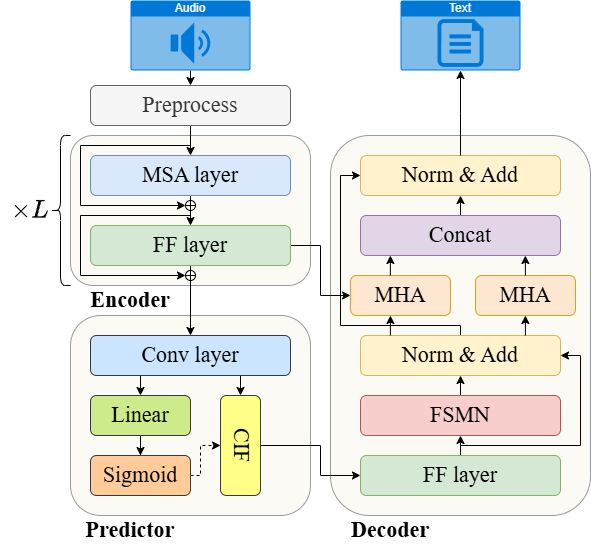 Audio
Text
Preprocess
MSA layer
× L
FF layer
Encoder
Conv layer
Linear
Sigmoid
CIF
Predictor
Norm & Add
Concat
MHA
MHA
Norm & Add
FSMN
FF layer
Decoder